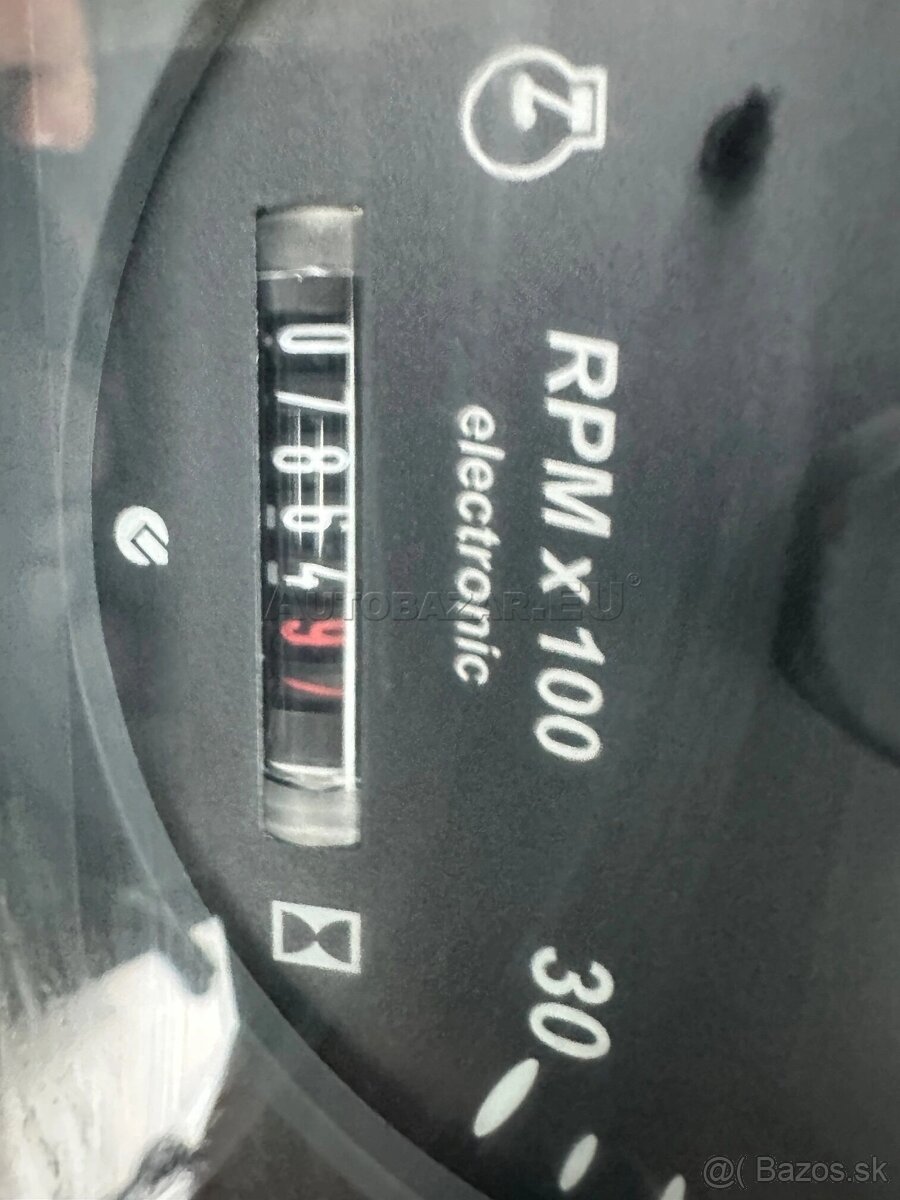 RPM x 100
electronic
30
AUTOBAZAR.EU
@( Bazos.sk